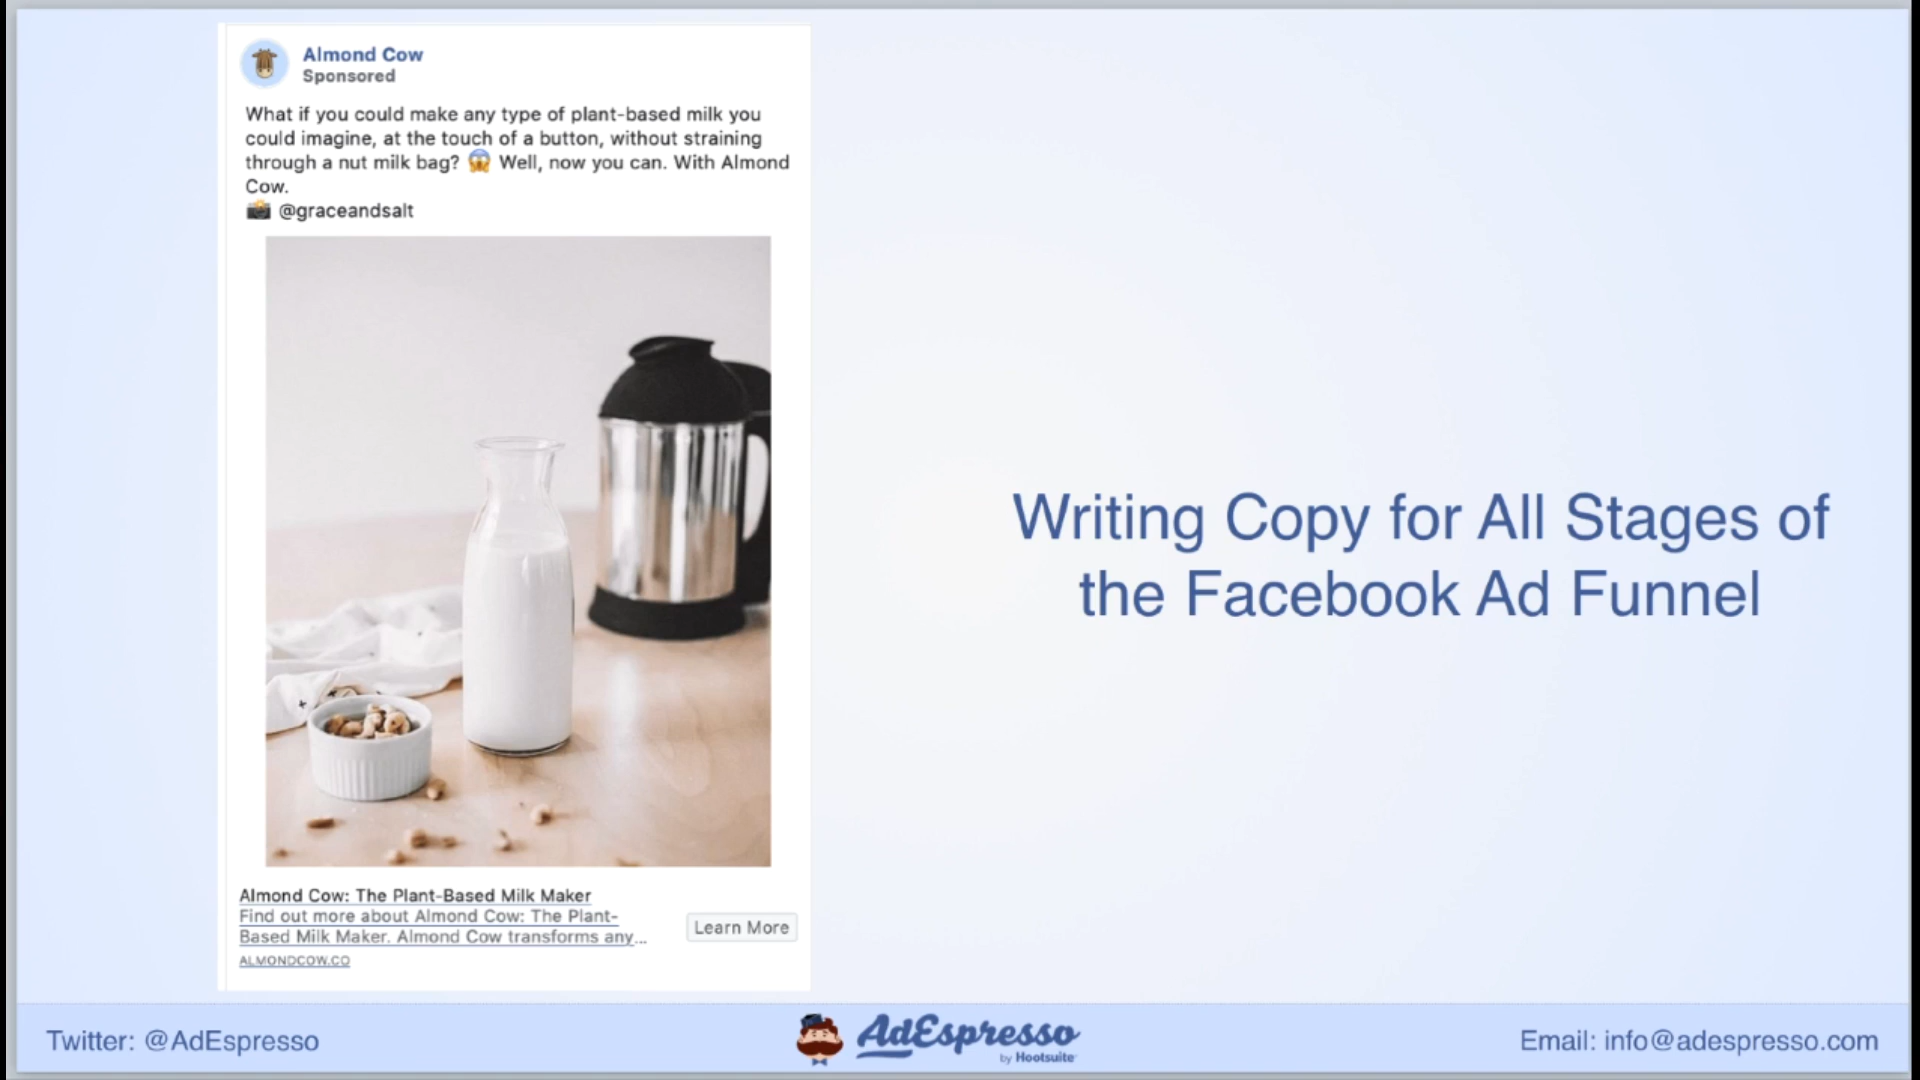 Almond Cow
Sponsored
What if you could make any type of plant-based milk you
could imagine, at the touch of a button, without straining
through a nut milk bag? 😱 Well, now you can. With Almond
Cow.
📸 @graceandsalt
Almond Cow: The Plant-Based Milk Maker
Find out more about Almond Cow: The Plant-
Based Milk Maker. Almond Cow transforms any...
ALMONDCOW.CO
Learn More
Writing Copy for All Stages of
the Facebook Ad Funnel
Twitter: @AdEspresso
AdEspresso
by Hootsuite
Email: info@adespresso.com